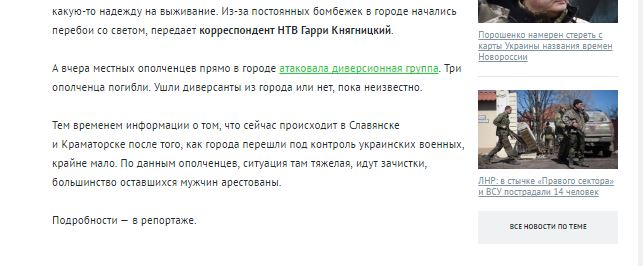 какую-то надежду на выживание. Из-за постоянных бомбежек в городе начались
перебои со светом, передает корреспондент НТВ Гарри Княгницкий.
А вчера местных ополченцев прямо в городе атаковала диверсионная группа. Три
ополченца погибли. Ушли диверсанты из города или нет, пока неизвестно.
Тем временем информации о том, что сейчас происходит в Славянске
и Краматорске после того, как города перешли под контроль украинских военных,
крайне мало. По данным ополченцев, ситуация там тяжелая, идут зачистки,
большинство оставшихся мужчин арестованы.
Подробности — в репортаже.
Порошенко намерен стереть с
карты Украины названия времен
Новороссии
ЛНР: в стычке «Правого сектора»
и ВСУ пострадали 14 человек
ВСЕ НОВОСТИ ПО ТЕМЕ